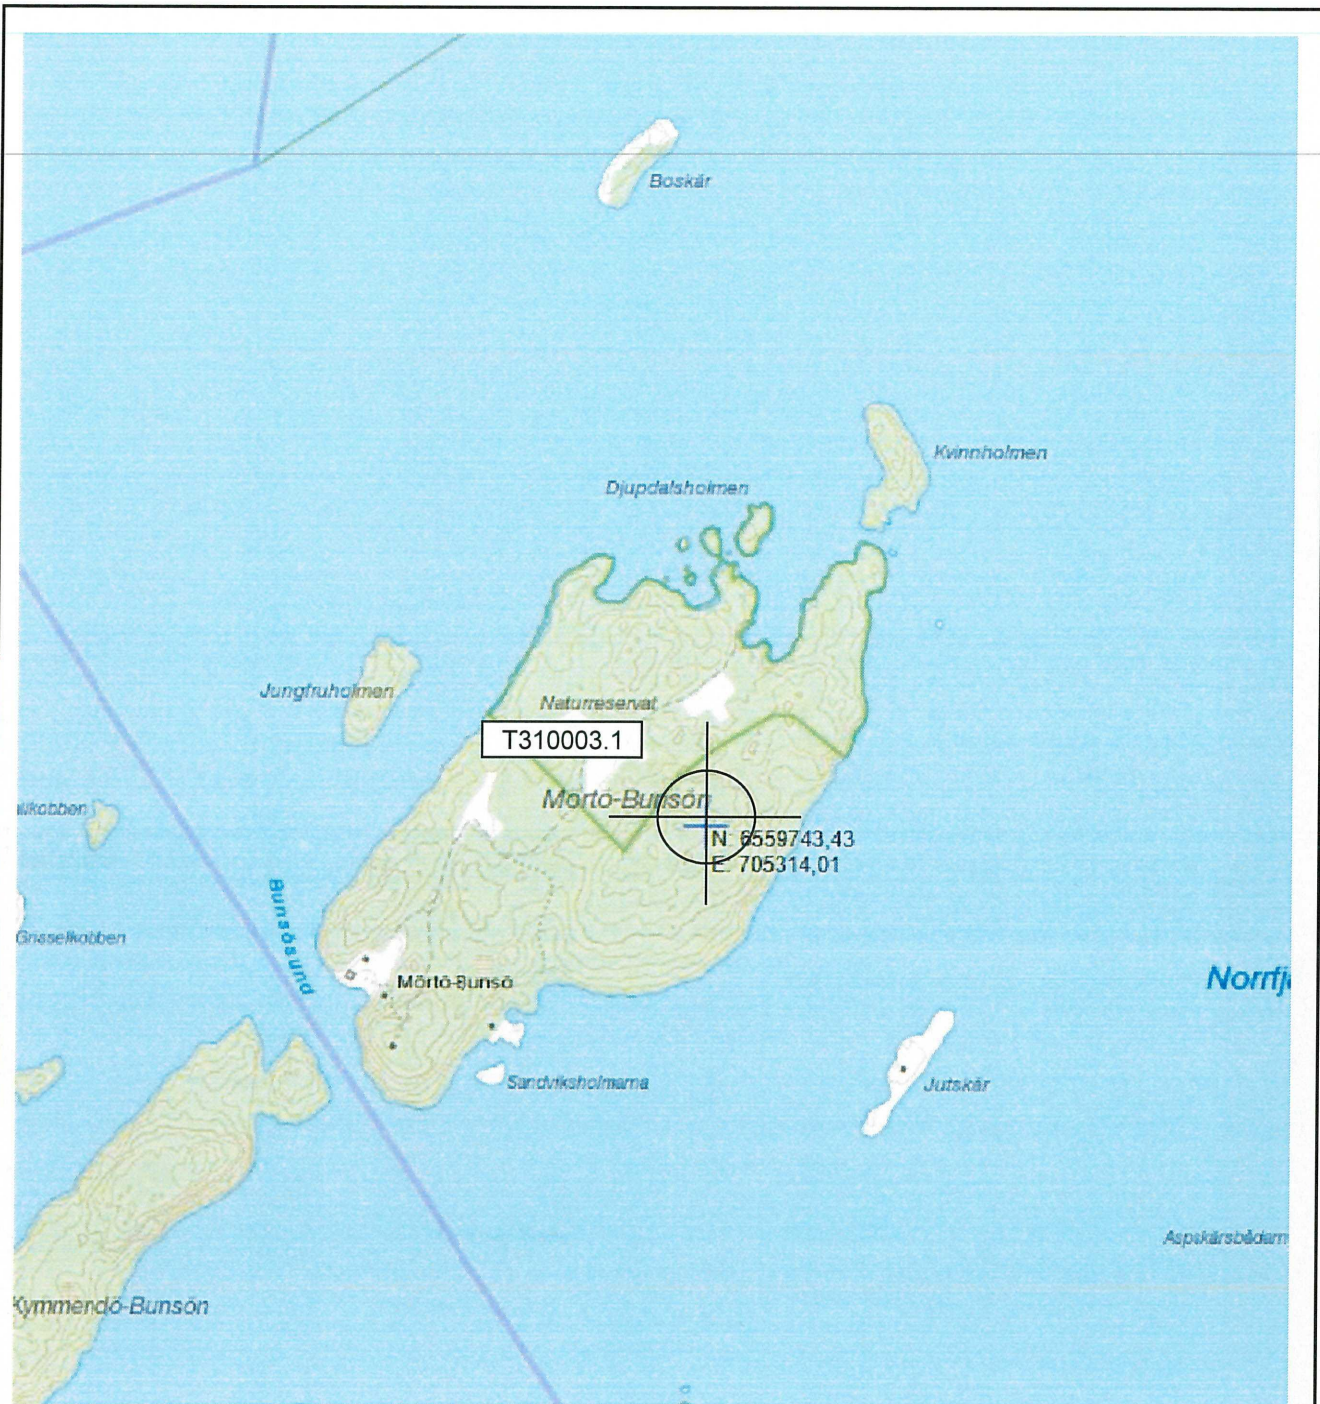 Boskär
Kvinnholmen
Djupdalsholmen
Jungfruholmen
Naturreservat
T310003.1
Mörtö-Bunsön
N: 6559743,43
E: 705314,01
Bunsösund
Grisselkobben
Mörtö-Bunsö
Norrfj
Sandviksholmarna
Jutskär
Aspskärsbådarn
Kymmendö-Bunsön